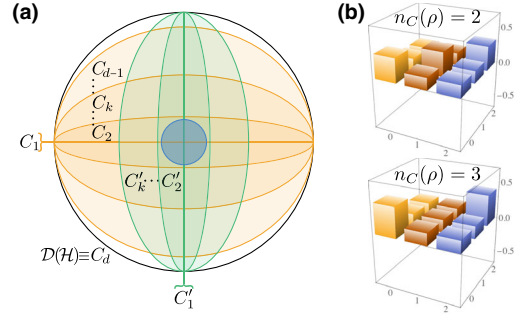 (a)
C_{d-1}
C_k
C_2
C_1
C'_k ··· C'_2
𝒟(ℋ)≡C_d
C'_1
(b)
n_C(ρ) = 2
0.5
0.0
-0.5
0
1
2
0
1
2
n_C(ρ) = 3
0.5
0.0
-0.5
0
1
2
0
1
2